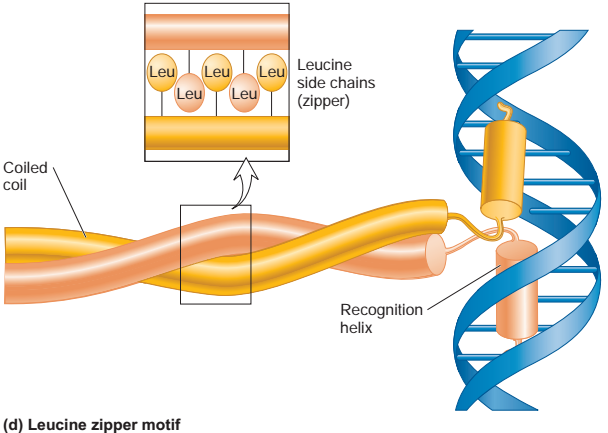 Leu Leu Leu
Leu Leu
Leucine
side chains
(zipper)
Coiled
coil
Recognition
helix
(d) Leucine zipper motif